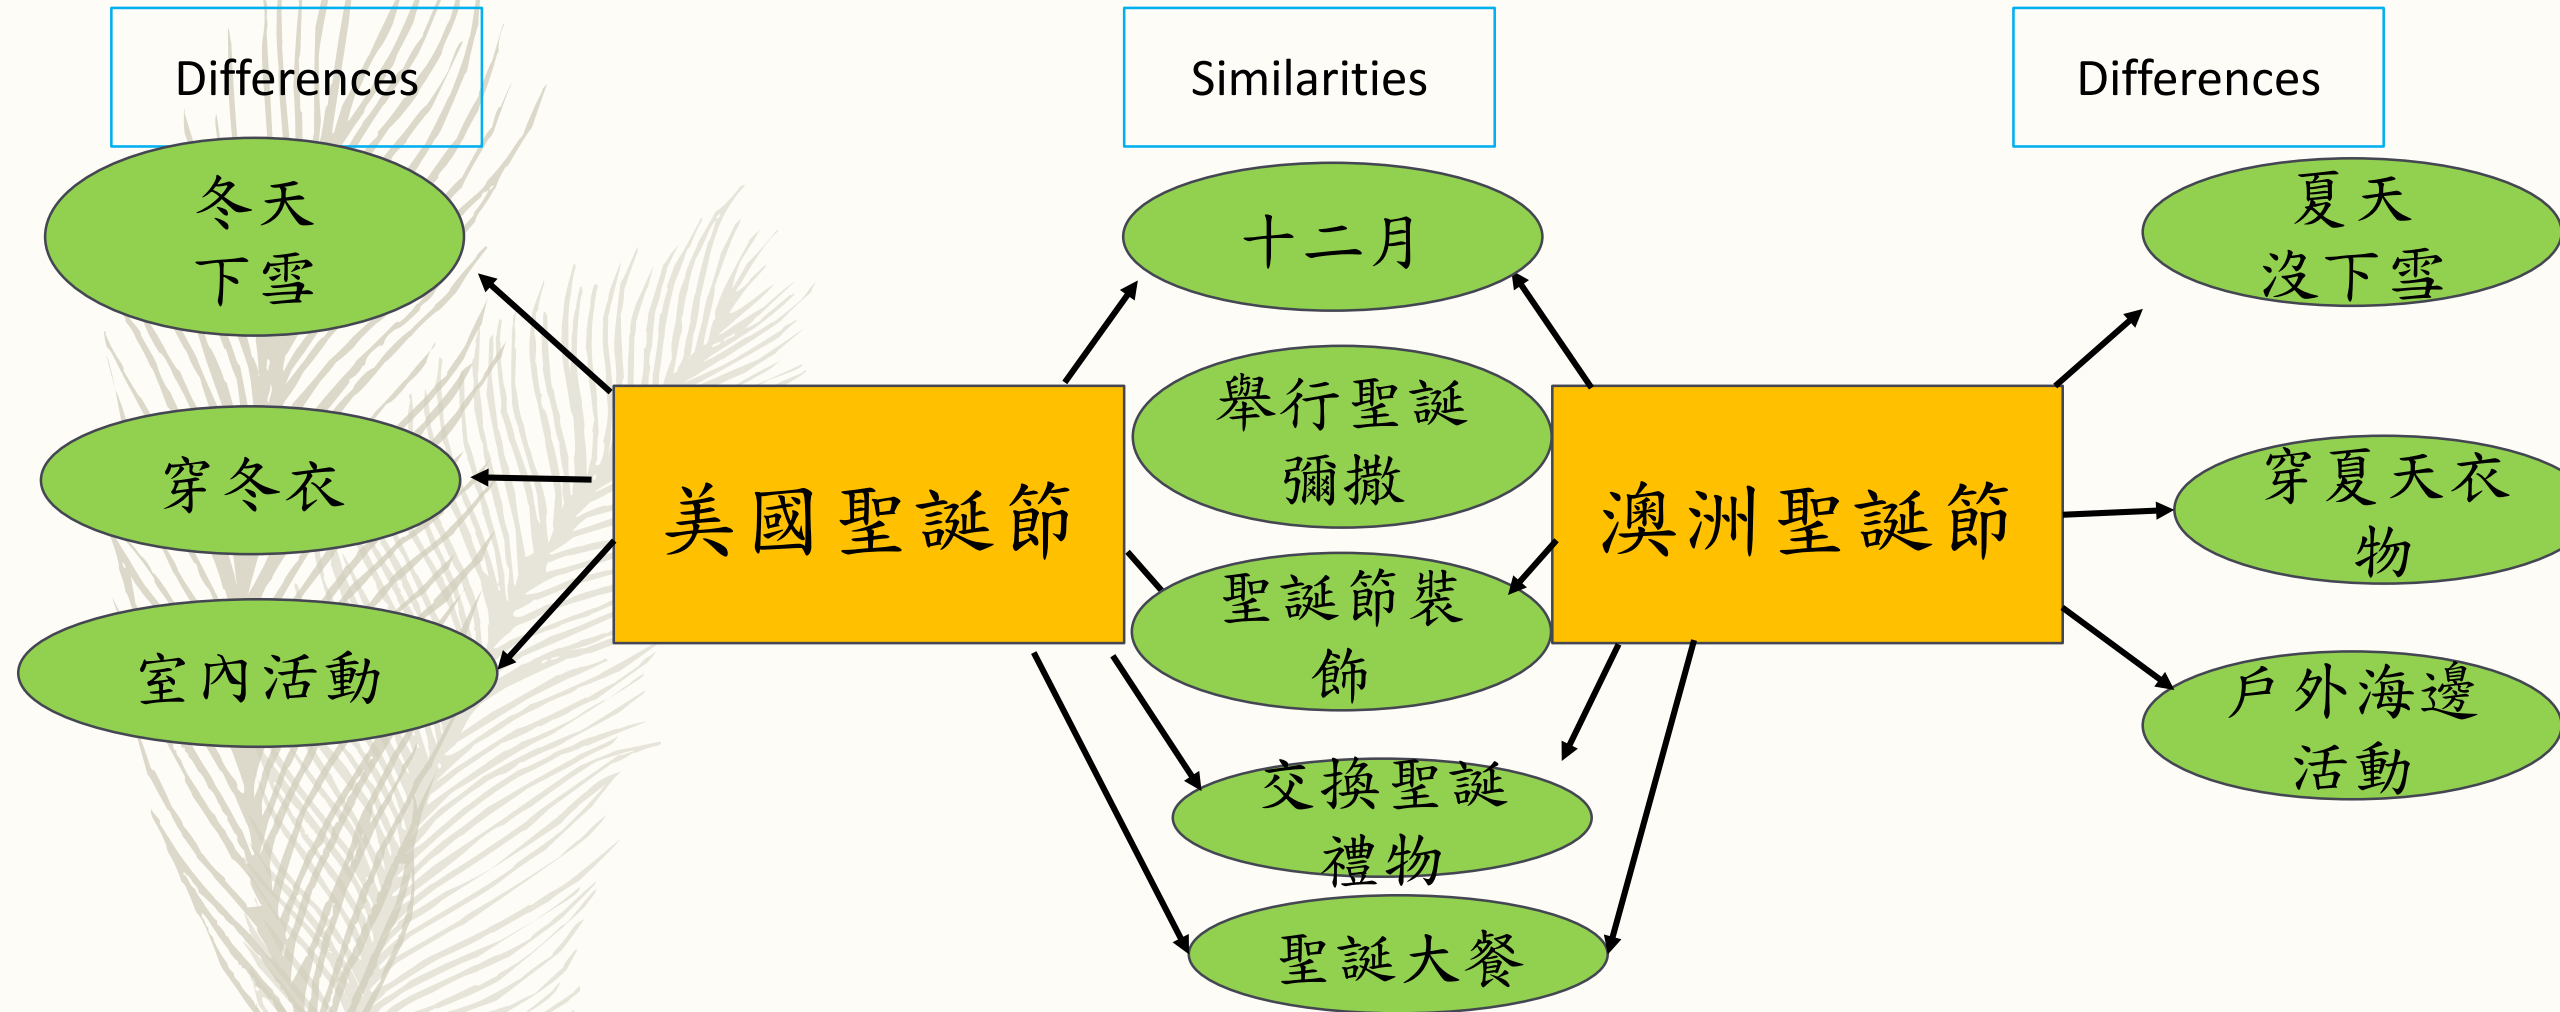 Differences
Similarities
Differences
冬天
下雪
穿冬衣
室內活動
美國聖誕節
十二月
舉行聖誕
彌撒
聖誕節裝
飾
交換聖誕
禮物
聖誕大餐
澳洲聖誕節
夏天
沒下雪
穿夏天衣
物
戶外海邊
活動